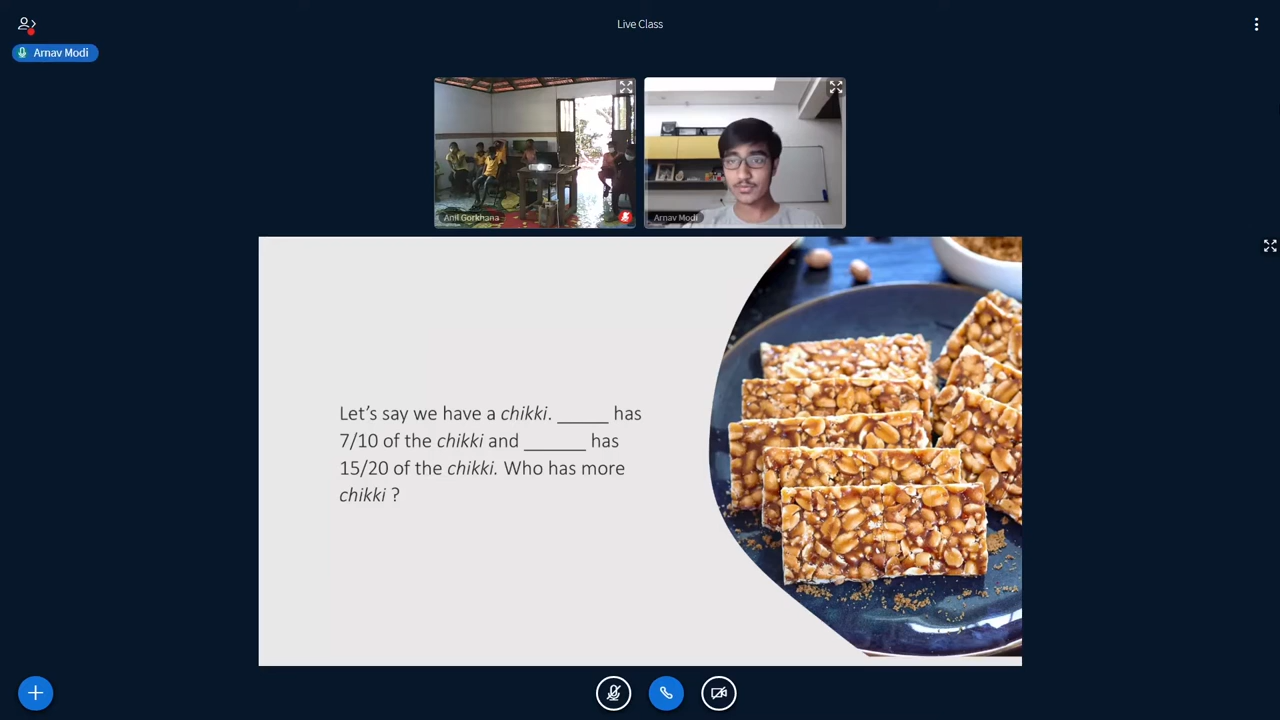 Live Class
Arnav Modi
Anil Gorkhana
Arnav Modi
Let's say we have a chikki. _____ has
7/10 of the chikki and ______ has
15/20 of the chikki. Who has more
chikki ?